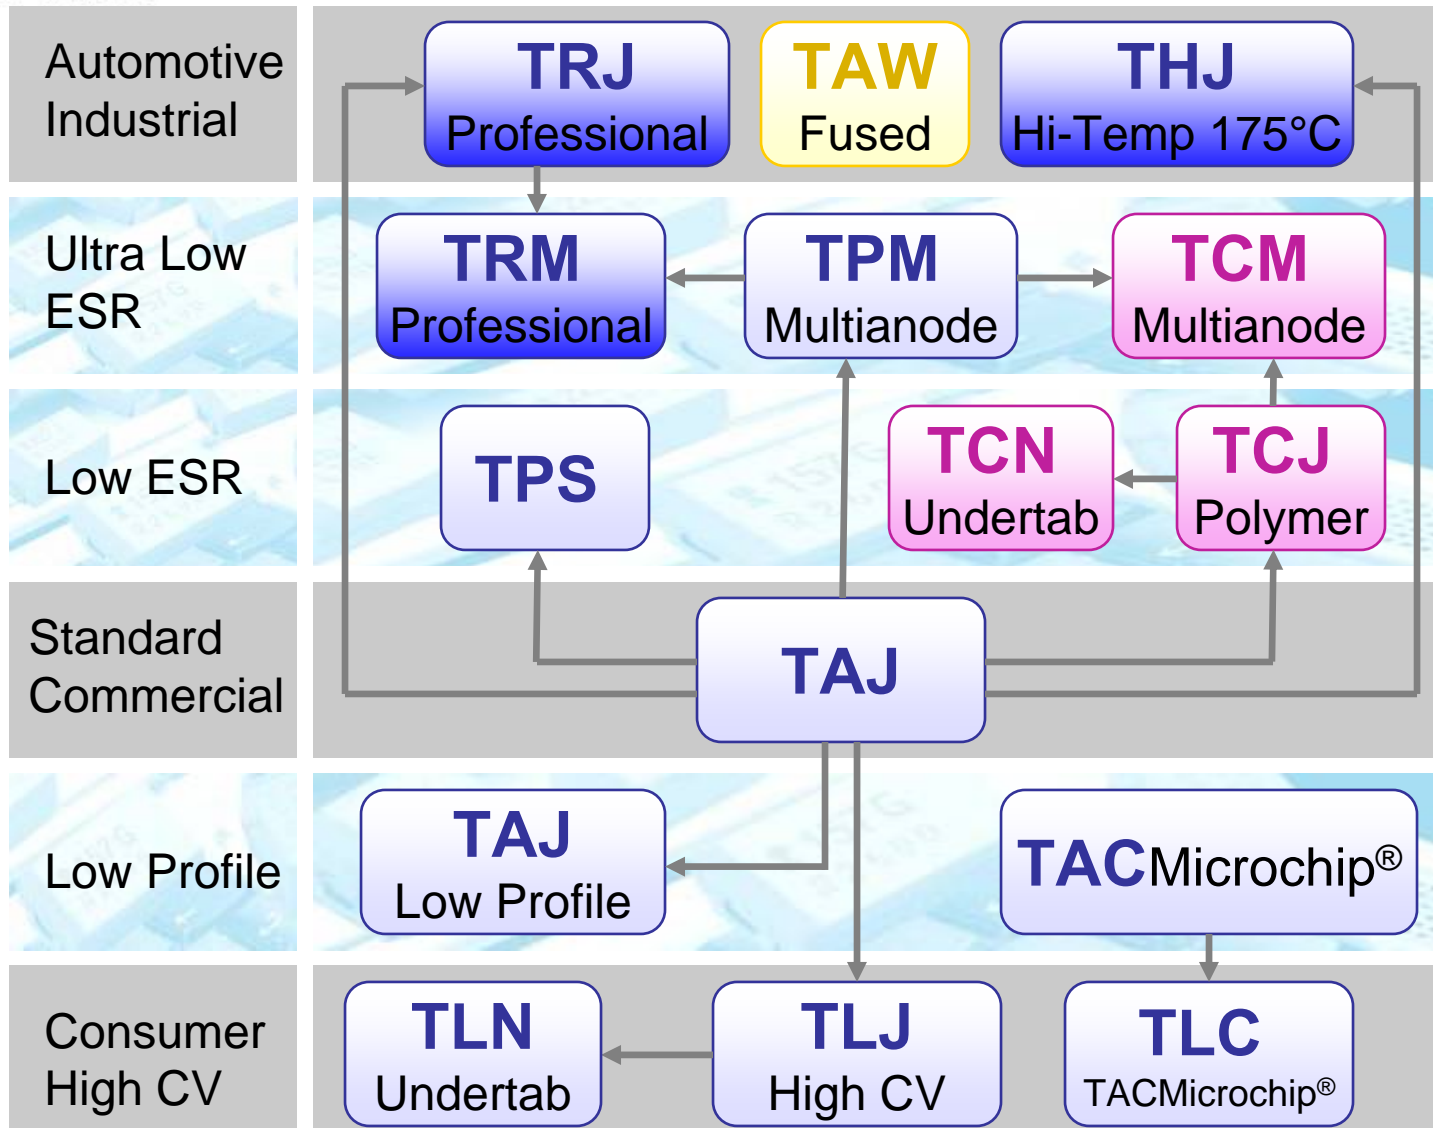 Automotive
Industrial
TRJ
Professional
TAW
Fused
THJ
Hi-Temp 175°C
Ultra Low
ESR
TRM
Professional
TPM
Multianode
TCM
Multianode
Low ESR
TPS
TCN
Undertab
TCJ
Polymer
Standard
Commercial
TAJ
Low Profile
TAJ
Low Profile
TACMicrochip®
Consumer
High CV
TLN
Undertab
TLJ
High CV
TLC
TACMicrochip®